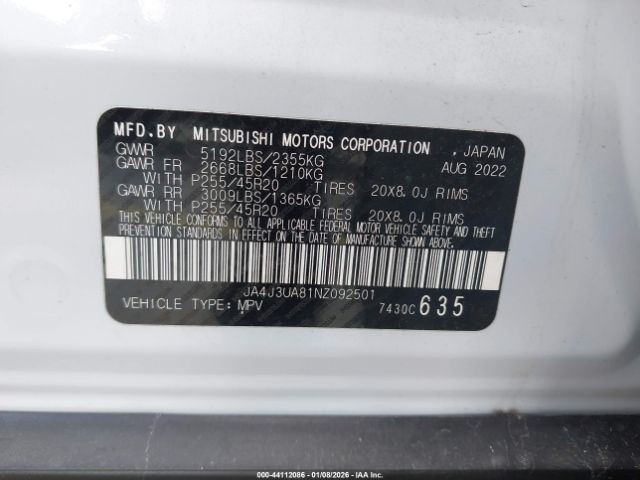 MFD.BY MITSUBISHI MOTORS CORPORATION . JAPAN
GVWR 5192LBS/2355KG AUG 2022
GAWR FR 2668LBS/1210KG
WITH P255/45R20 TIRES 20X8.0J RIMS
GAWR RR 3009LBS/1365KG
WITH P255/45R20 TIRES 20X8.0J RIMS
THIS VEHICLE CONFORMS TO ALL APPLICABLE FEDERAL MOTOR VEHICLE SAFETY AND THEFT
PREVENTION STANDARDS IN EFFECT ON THE DATE OF MANUFACTURE SHOWN ABOVE.
JA4J3UA81NZ092501
VEHICLE TYPE: MPV 7430C 635
000-44112086 - 01/08/2026 - IAA Inc.